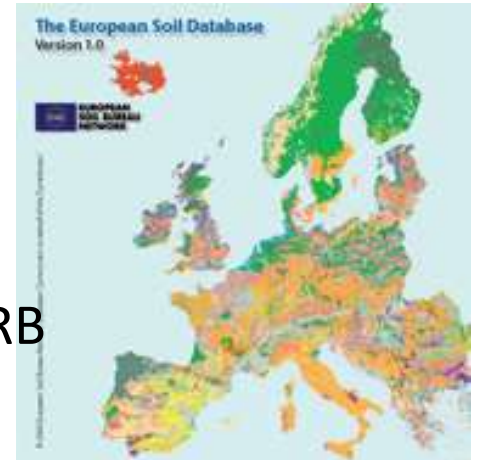 The European Soil Database
Version 1.0
EUROPEAN
SOIL BUREAU
NETWORK
RB